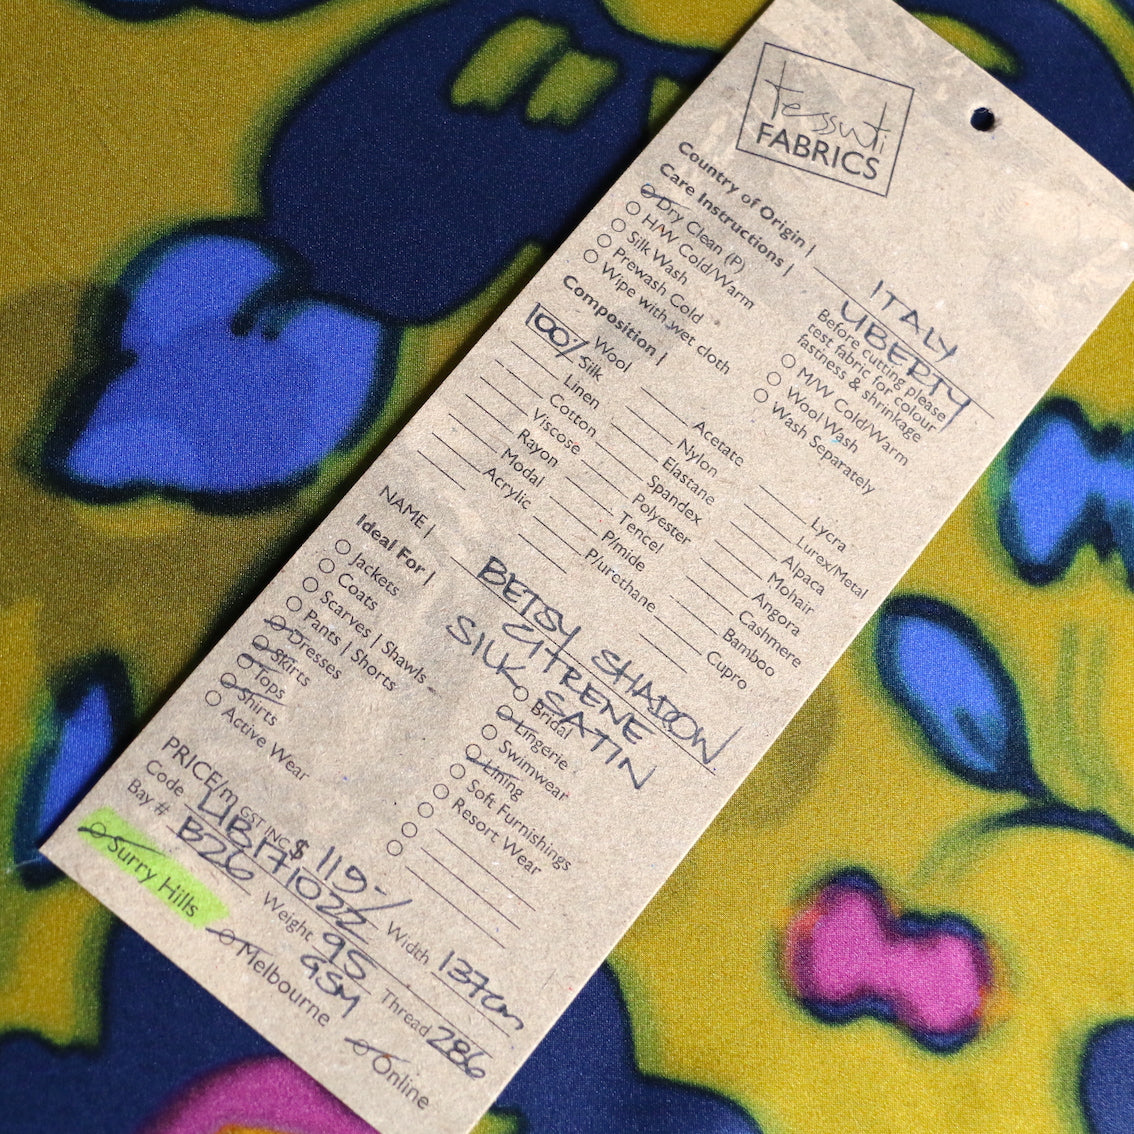 tessuti
FABRICS
Country of Origin | ITALY
Care Instructions | LIBERTY
Dry Clean (P)
H/W Cold/Warm
Silk Wash
Prewash Cold
Wipe with wet cloth
Before cutting please
test fabric for colour
fastness & shrinkage
M/W Cold/Warm
Wool Wash
Wash Separately
Composition |
Wool
100% Silk
Linen
Cotton
Viscose
Rayon
Modal
Acrylic
Acetate
Nylon
Elastane
Spandex
Polyester
Tencel
P/mide
P/urethane
Lycra
Lurex/Metal
Alpaca
Mohair
Angora
Cashmere
Bamboo
Cupro
NAME | BETSY SHADOW
CITRENE
SILK SATIN
Ideal For |
Jackets
Coats
Scarves | Shawls
Pants | Shorts
Dresses
Skirts
Tops
Shirts
Active Wear
Bridal
Lingerie
Swimwear
Lining
Soft Furnishings
Resort Wear
PRICE/m GST INC $ 119-/
Code LIB171022 Width 137cm
Bay # B26 Weight 95 GSM Thread 286
Surry Hills
Melbourne
Online